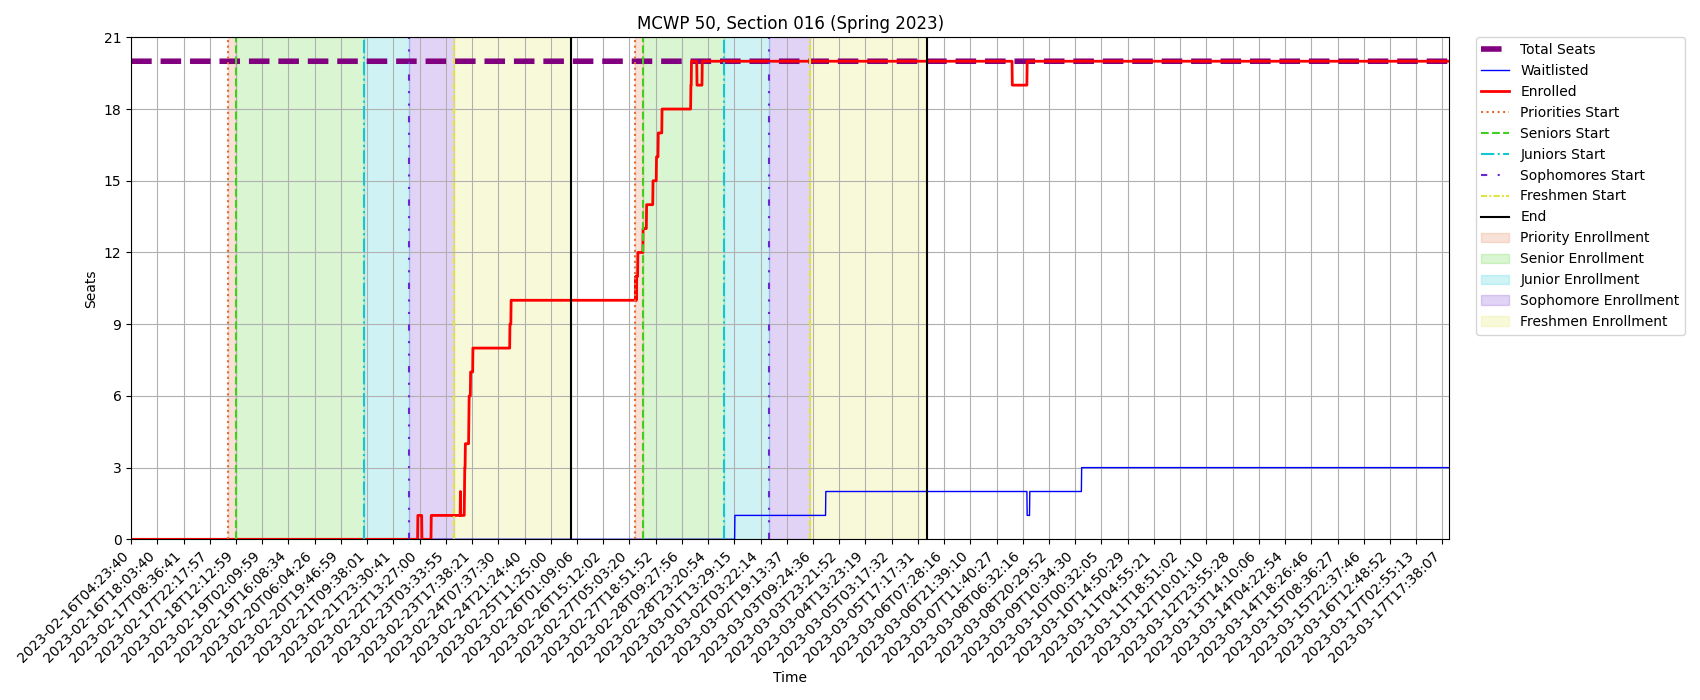 MCWP 50, Section 016 (Spring 2023)
21
18
15
12
9
6
3
0
Seats
2023-02-16T04:23:40
2023-02-16T18:03:40
2023-02-17T08:36:41
2023-02-17T22:17:57
2023-02-18T12:12:59
2023-02-19T02:09:59
2023-02-19T16:08:34
2023-02-20T06:04:26
2023-02-20T19:46:59
2023-02-21T09:38:01
2023-02-21T23:30:41
2023-02-22T13:27:00
2023-02-23T03:33:55
2023-02-23T17:38:21
2023-02-24T07:37:30
2023-02-24T21:24:40
2023-02-25T11:25:00
2023-02-26T01:09:06
2023-02-26T15:12:02
2023-02-27T05:03:20
2023-02-27T18:51:52
2023-02-28T09:27:56
2023-02-28T23:20:54
2023-03-01T13:29:15
2023-03-02T03:22:14
2023-03-02T19:13:37
2023-03-03T09:24:36
2023-03-03T23:21:52
2023-03-04T13:23:19
2023-03-05T03:17:32
2023-03-05T17:17:31
2023-03-06T07:28:16
2023-03-06T21:39:10
2023-03-07T11:40:27
2023-03-08T06:32:16
2023-03-08T20:29:52
2023-03-09T10:34:30
2023-03-10T00:32:05
2023-03-10T14:50:29
2023-03-11T04:55:21
2023-03-11T18:51:02
2023-03-12T10:01:10
2023-03-12T23:55:28
2023-03-13T14:10:06
2023-03-14T04:22:54
2023-03-14T18:26:46
2023-03-15T08:36:27
2023-03-15T22:37:46
2023-03-16T12:48:52
2023-03-17T02:55:13
2023-03-17T17:38:07
Time
Total Seats
Waitlisted
Enrolled
Priorities Start
Seniors Start
Juniors Start
Sophomores Start
Freshmen Start
End
Priority Enrollment
Senior Enrollment
Junior Enrollment
Sophomore Enrollment
Freshmen Enrollment